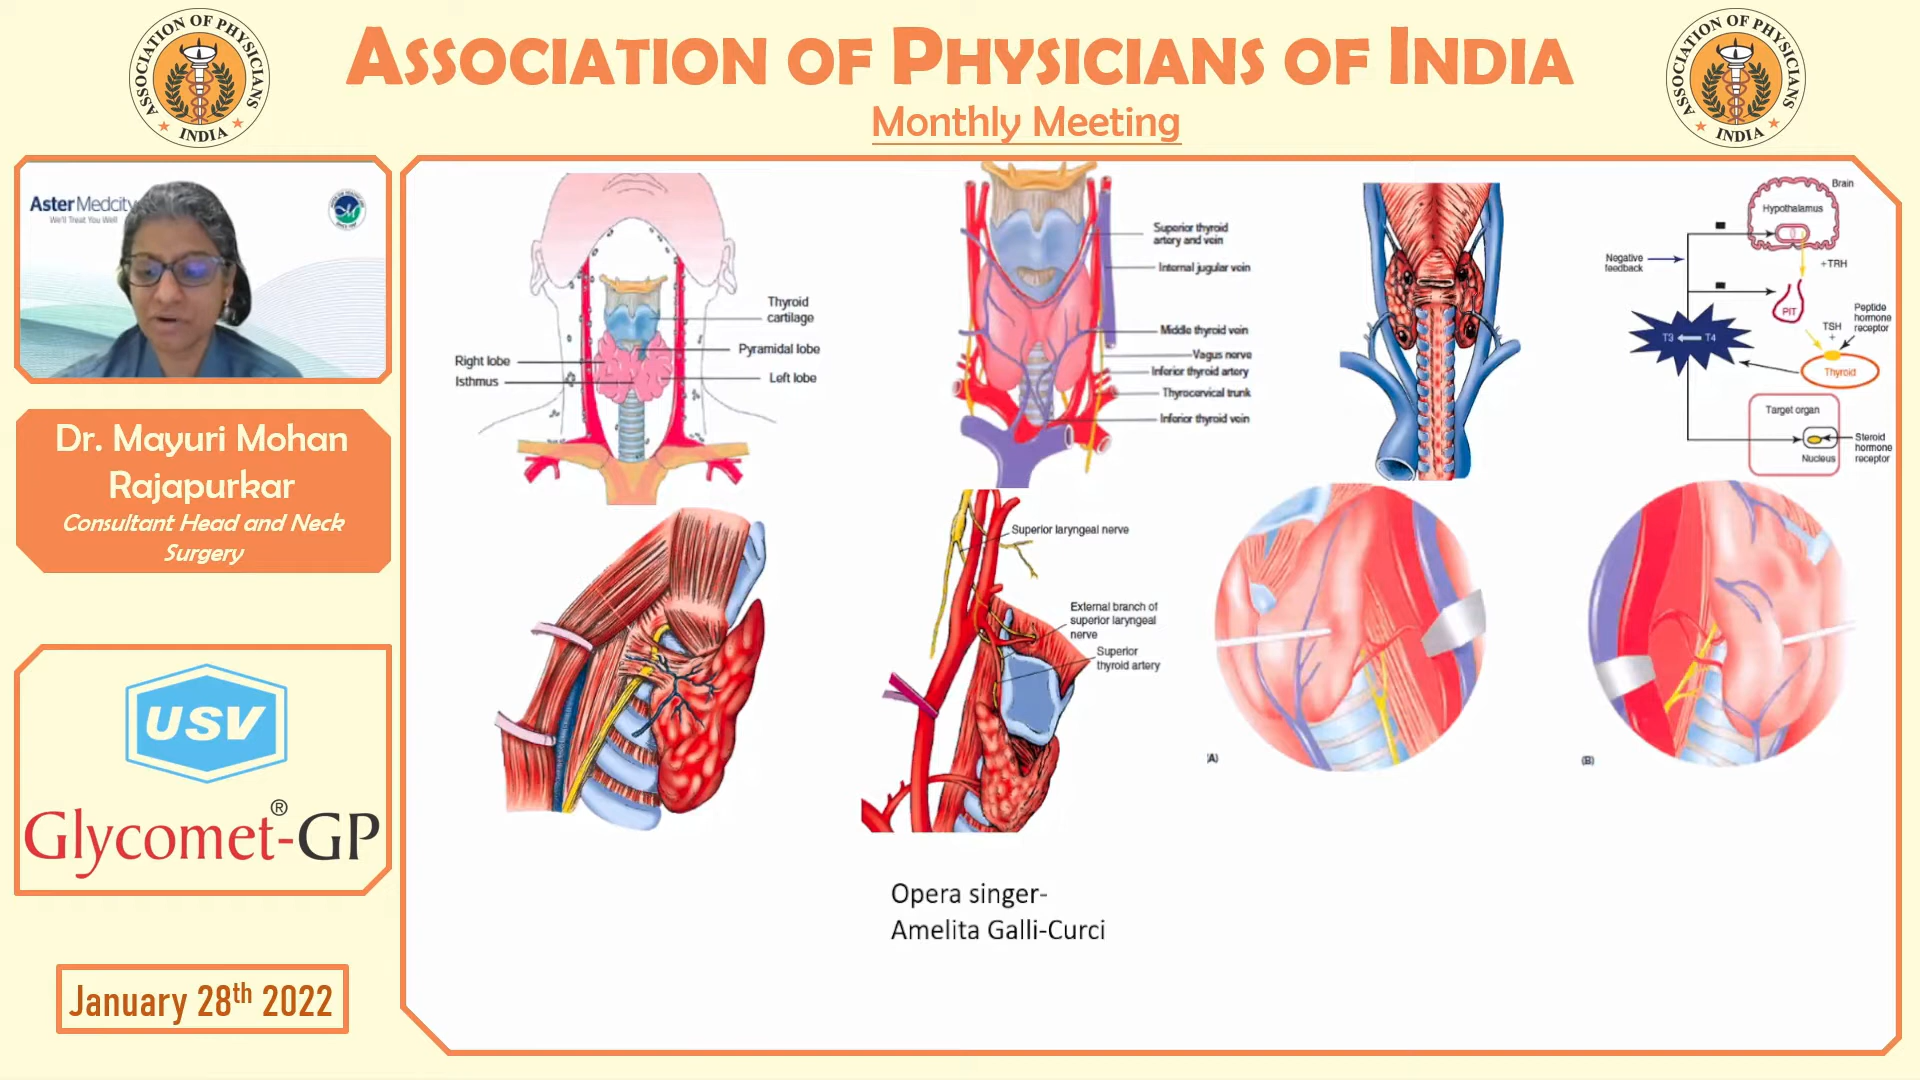 ASSOCIATION OF PHYSICIANS
INDIA
ASSOCIATION OF PHYSICIANS OF INDIA
Monthly Meeting
ASSOCIATION OF PHYSICIANS
INDIA
Aster Medcity
We'll Treat You Well
Dr. Mayuri Mohan
Rajapurkar
Consultant Head and Neck
Surgery
USV
Glycomet®-GP
January 28th 2022
Thyroid
cartilage
Pyramidal lobe
Right lobe
Isthmus
Left lobe
Superior thyroid
artery and vein
Internal jugular vein
Middle thyroid vein
Vagus nerve
Inferior thyroid artery
Thyrocervical trunk
Inferior thyroid vein
Brain
Hypothalamus
Negative
feedback
+TRH
PIT
Peptide
hormone
receptor
TSH
+
T3
T4
Thyroid
Target organ
Nucleus
Steroid
hormone
receptor
Superior laryngeal nerve
External branch of
superior laryngeal
nerve
Superior
thyroid artery
(A)
(B)
Opera singer-
Amelita Galli-Curci